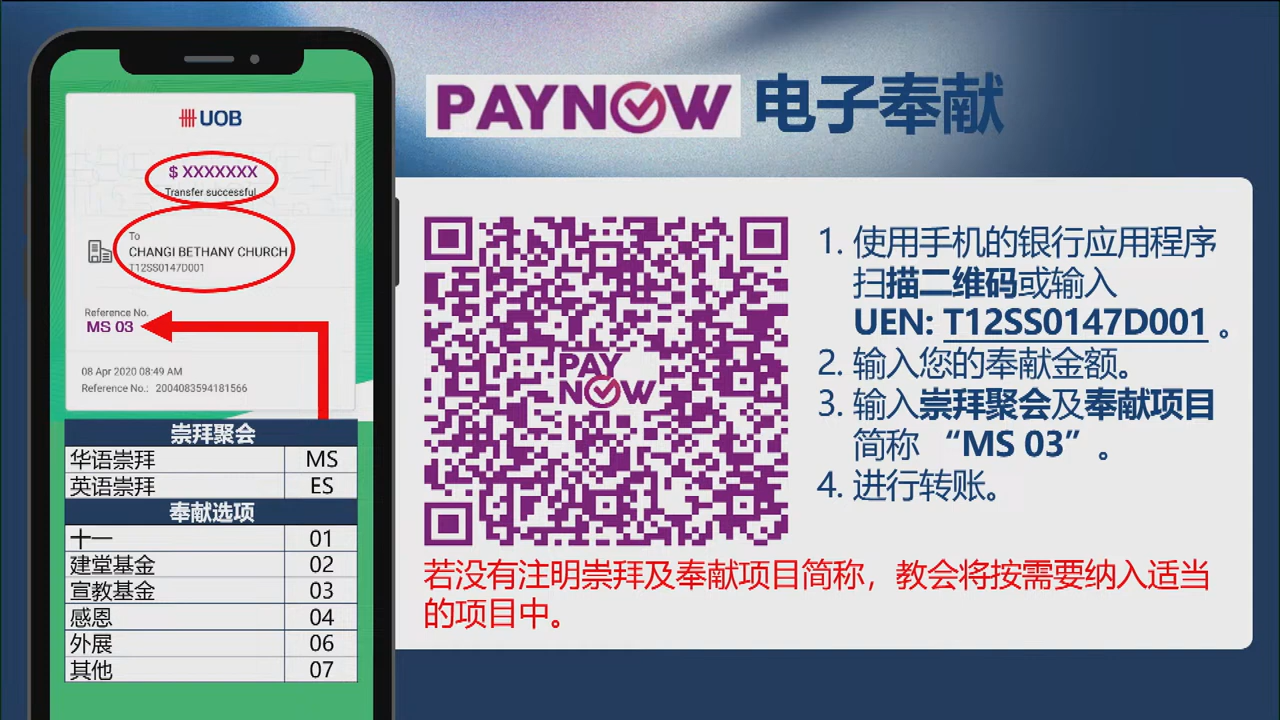 UOB
$ XXXXXXX
Transfer successful
To
CHANGI BETHANY CHURCH
T12SS0147D001
Reference No.
MS 03
08 Apr 2020 08:49 AM
Reference No.: 2004083594181566
崇拜聚会
华语崇拜 MS
英语崇拜 ES
奉献选项
十一 01
建堂基金 02
宣教基金 03
感恩 04
外展 06
其他 07
PAYNOW 电子奉献
PAY
NOW
1. 使用手机的银行应用程序
扫描二维码或输入
UEN: T12SS0147D001 。
2. 输入您的奉献金额。
3. 输入崇拜聚会及奉献项目
简称 “MS 03” 。
4. 进行转账。
若没有注明崇拜及奉献项目简称，教会将按需要纳入适当
的项目中。